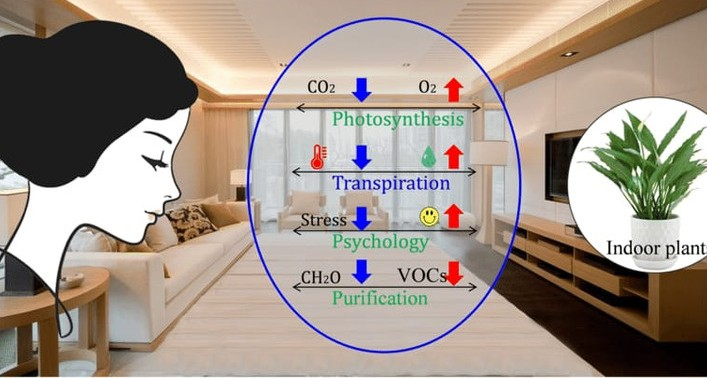 CO2 O2
Photosynthesis
Transpiration
Stress
Psychology
CH2O VOCs
Purification
Indoor plant